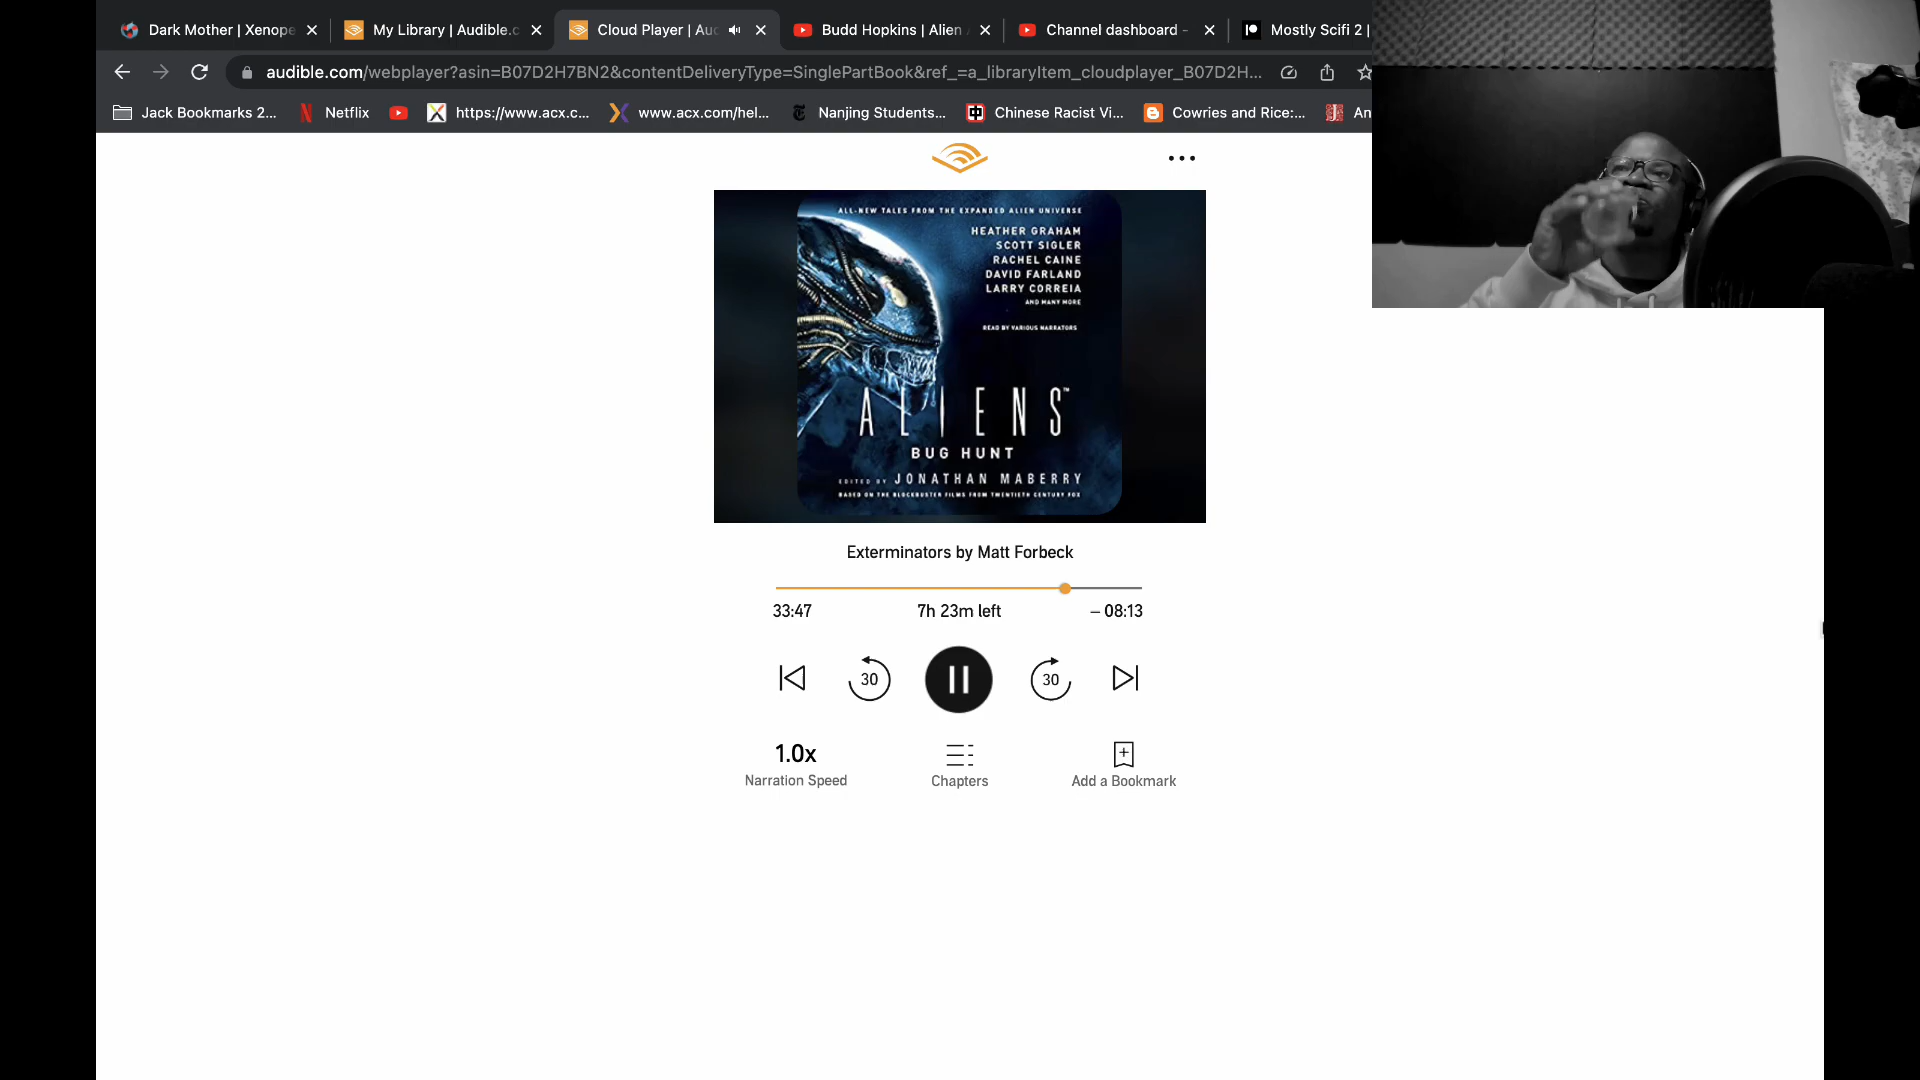 Dark Mother | Xenope
My Library | Audible.c
Cloud Player | Au
Budd Hopkins | Alien
Channel dashboard -
Mostly Scifi 2 |
audible.com/webplayer?asin=B07D2H7BN2&contentDeliveryType=SinglePartBook&ref_=a_libraryItem_cloudplayer_B07D2H...
Jack Bookmarks 2...
Netflix
https://www.acx.c...
www.acx.com/hel...
Nanjing Students...
Chinese Racist Vi...
Cowries and Rice:...
An
ALL-NEW TALES FROM THE EXPANDED ALIEN UNIVERSE
HEATHER GRAHAM
SCOTT SIGLER
RACHEL CAINE
DAVID FARLAND
LARRY CORREIA
AND MANY MORE
READ BY VARIOUS NARRATORS
ALIENS™
BUG HUNT
EDITED BY JONATHAN MABERRY
BASED ON THE BLOCKBUSTER FILMS FROM TWENTIETH CENTURY FOX
Exterminators by Matt Forbeck
33:47
7h 23m left
– 08:13
30
30
1.0x
Narration Speed
Chapters
Add a Bookmark